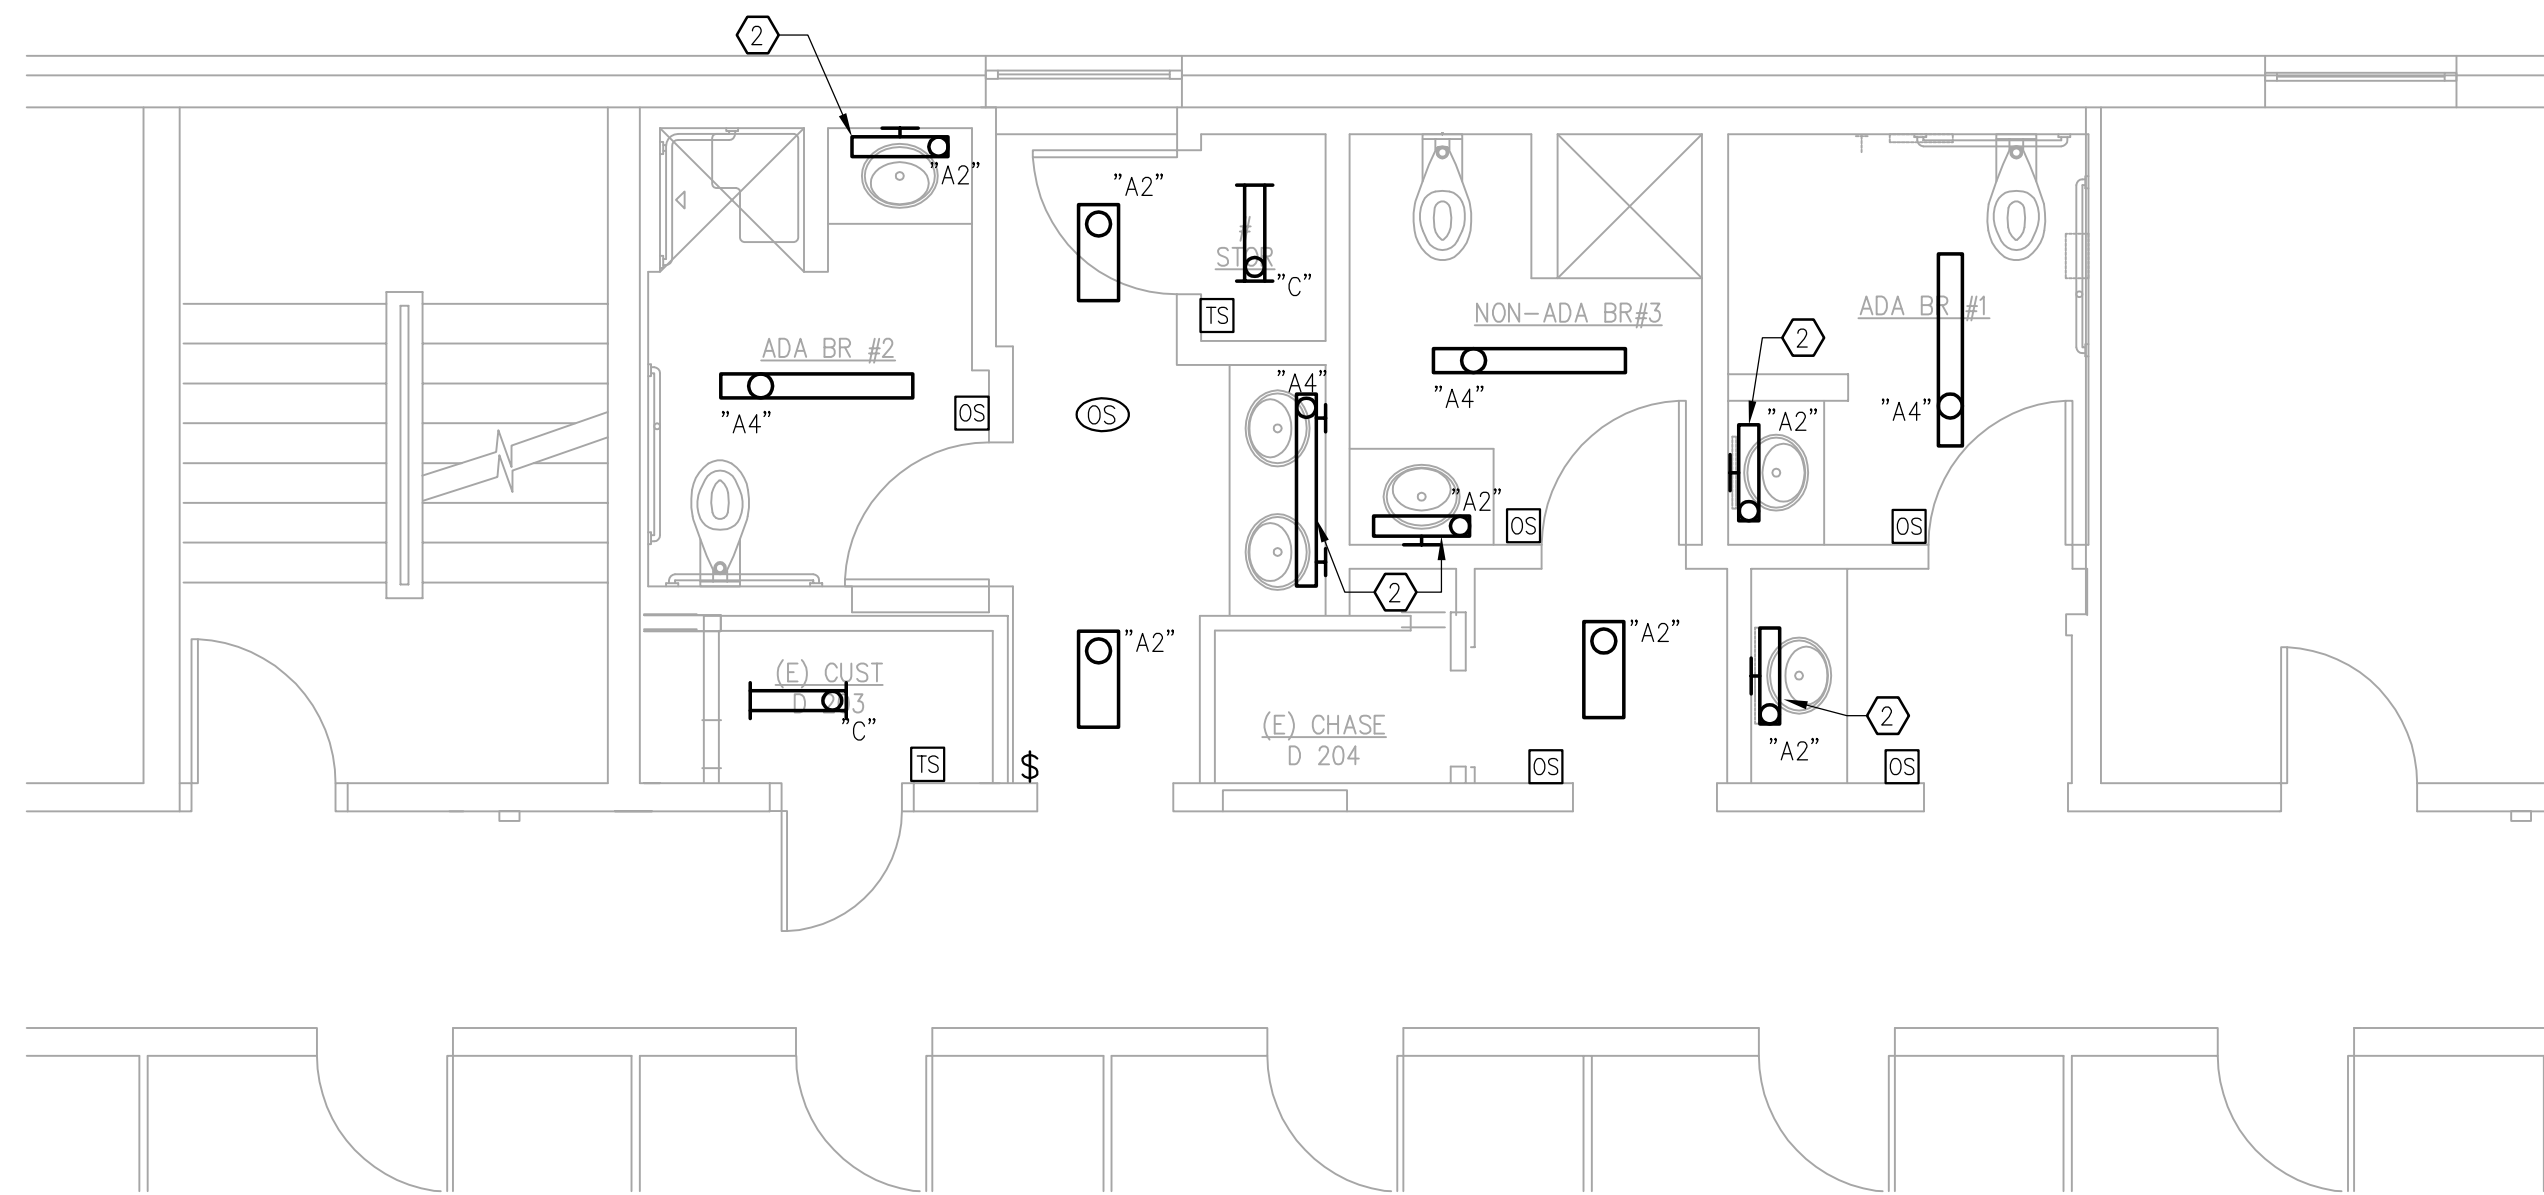 2
"A2"
"A2"
#
STOR
"C"
TS
NON-ADA BR#3
ADA BR #1
2
ADA BR #2
"A4"
OS
OS
"A4"
"A4"
"A2"
"A4"
"A2"
OS
OS
2
"A2"
"A2"
(E) CUST
D 203
"C"
(E) CHASE
D 204
2
"A2"
TS
$
OS
OS